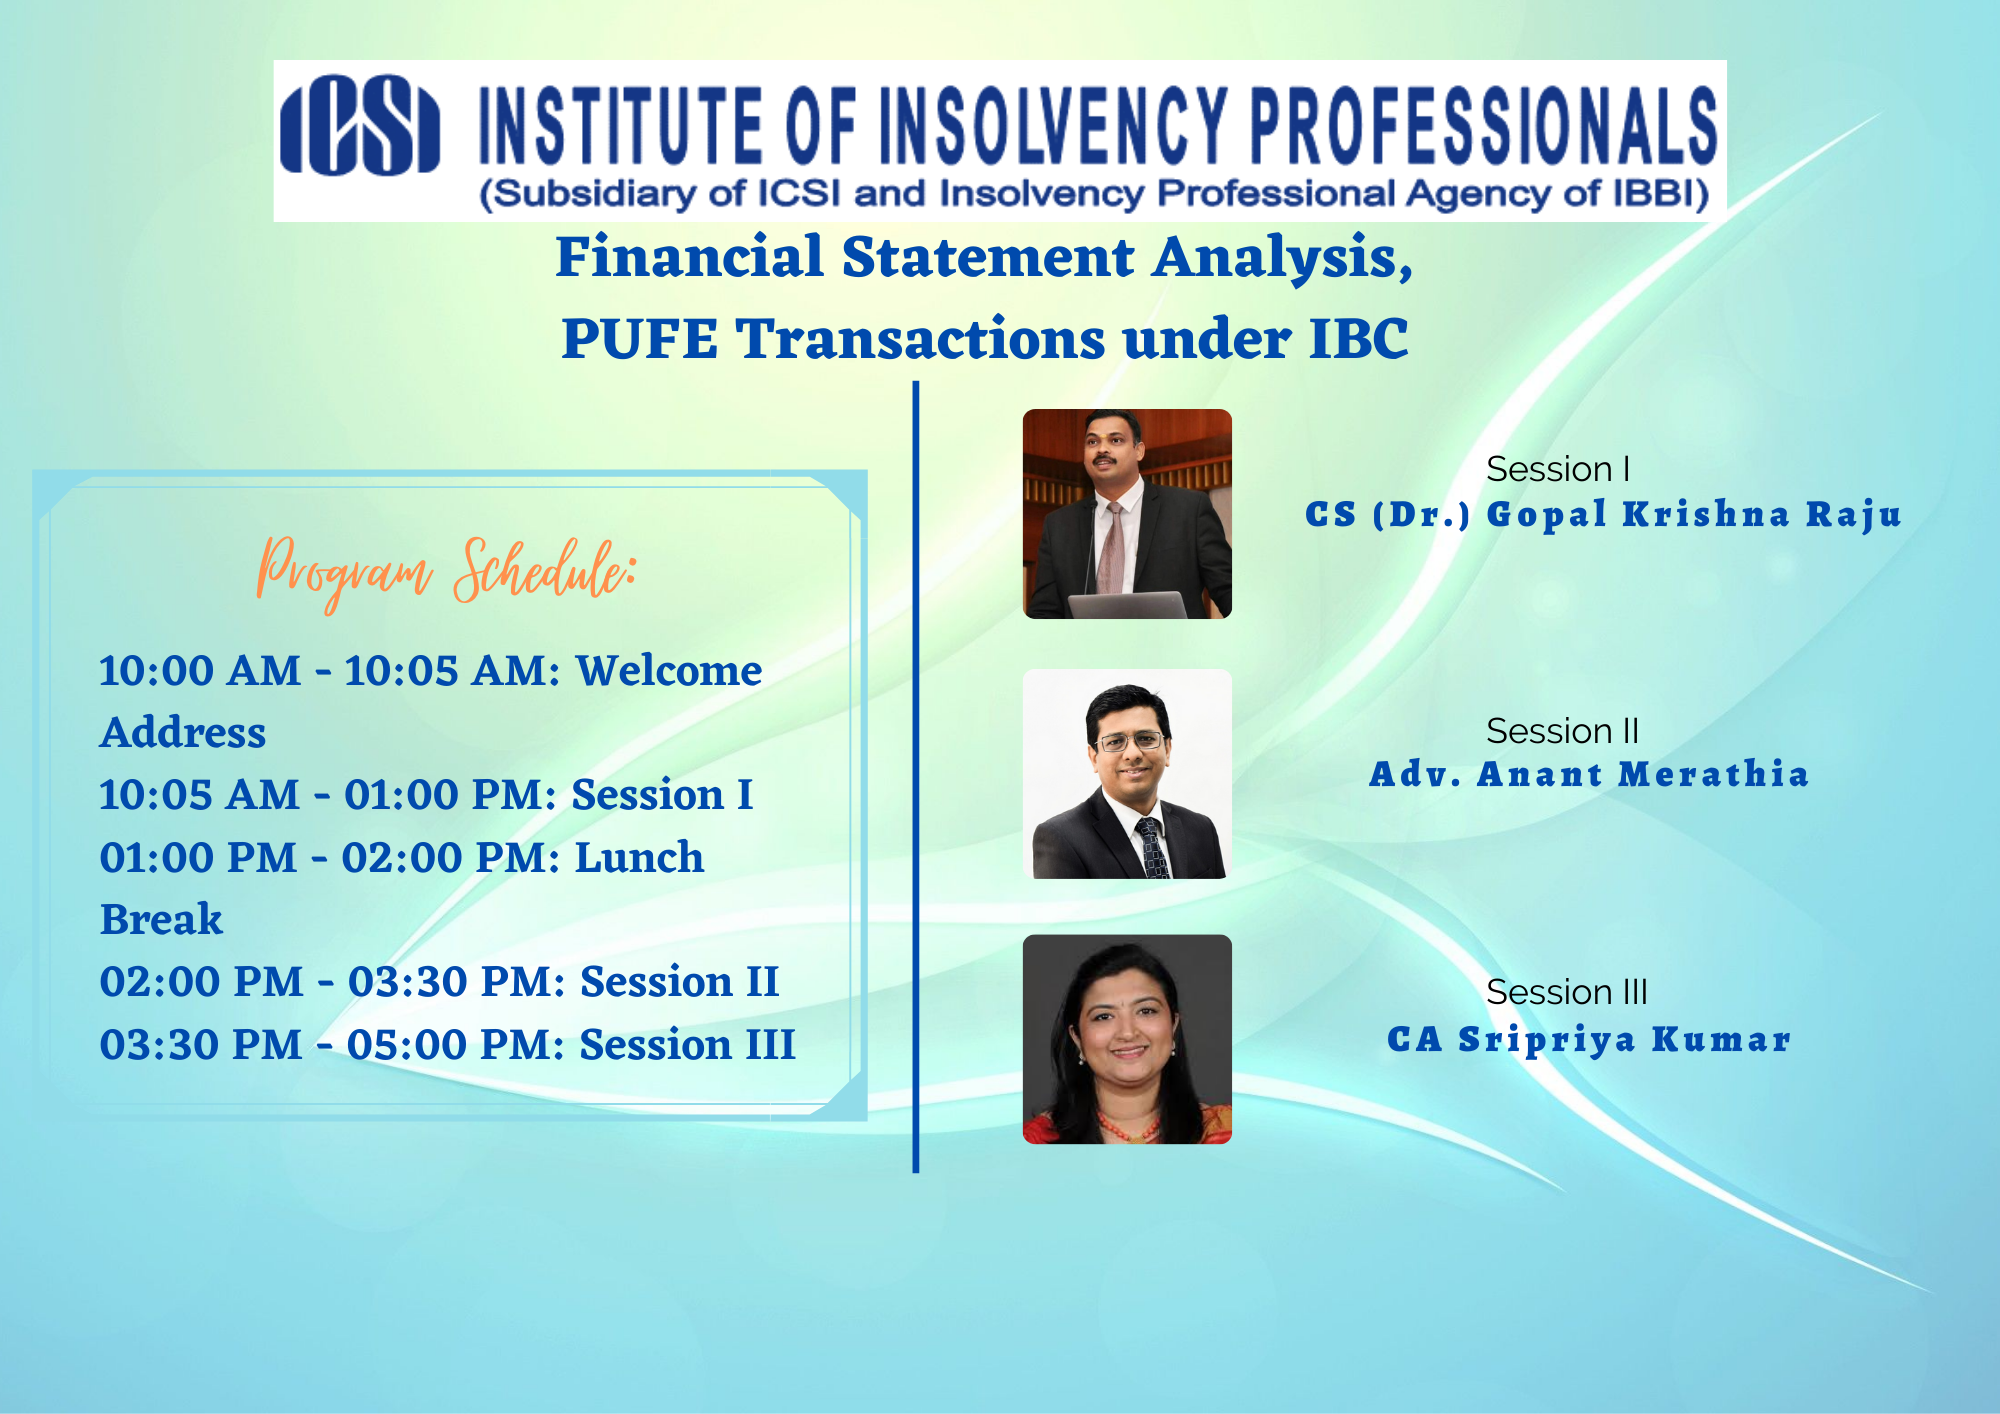 ICSI INSTITUTE OF INSOLVENCY PROFESSIONALS
(Subsidiary of ICSI and Insolvency Professional Agency of IBBI)
Financial Statement Analysis,
PUFE Transactions under IBC
Program Schedule:
10:00 AM - 10:05 AM: Welcome
Address
10:05 AM - 01:00 PM: Session I
01:00 PM - 02:00 PM: Lunch
Break
02:00 PM - 03:30 PM: Session II
03:30 PM - 05:00 PM: Session III
Session I
CS (Dr.) Gopal Krishna Raju
Session II
Adv. Anant Merathia
Session III
CA Sripriya Kumar